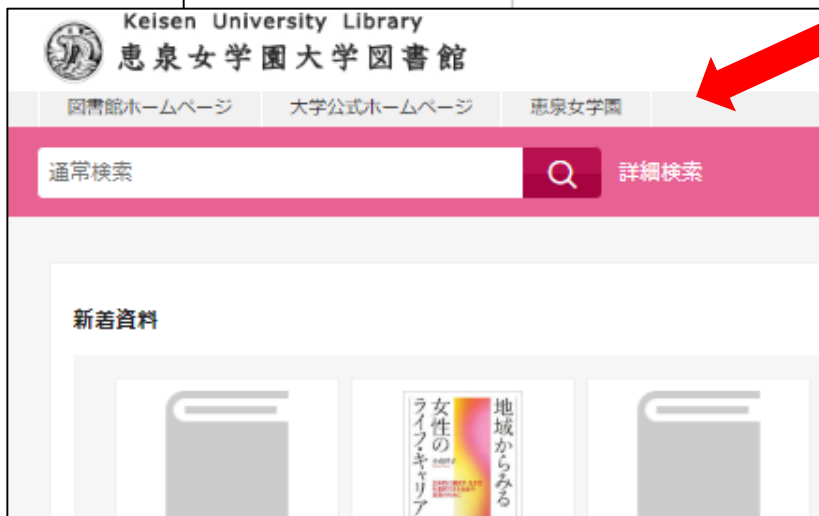 Keisen University Library
恵泉女学園大学図書館
図書館ホームページ 大学公式ホームページ 恵泉女学園
通常検索 詳細検索
新着資料
地域からみる
女性の
ライフ・キャリア